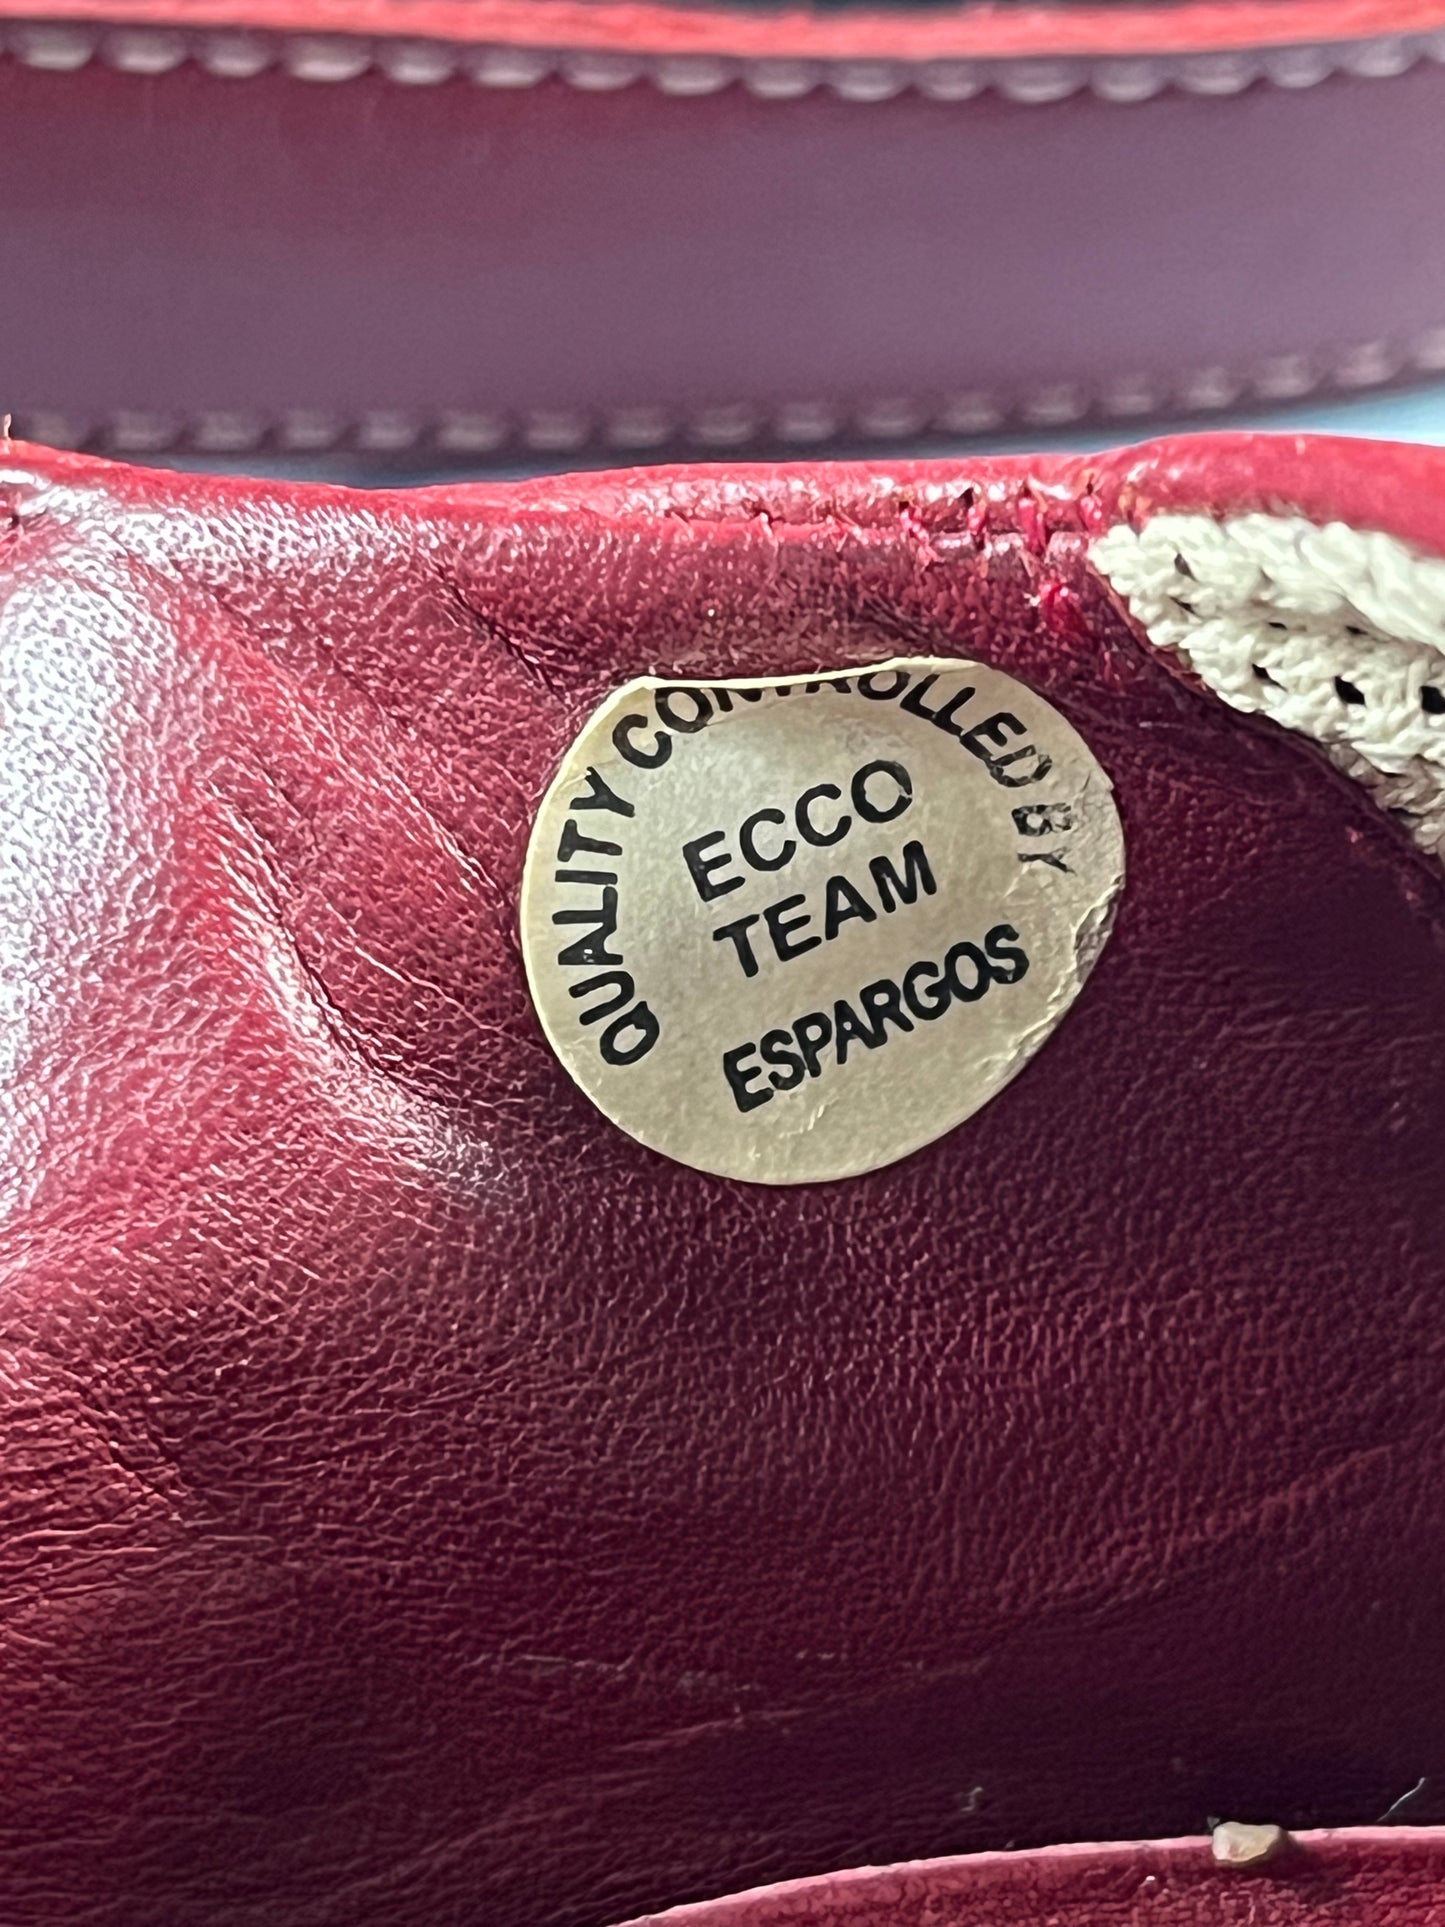 QUALITY CONTROLLED BY
ECCO
TEAM
ESPARGOS